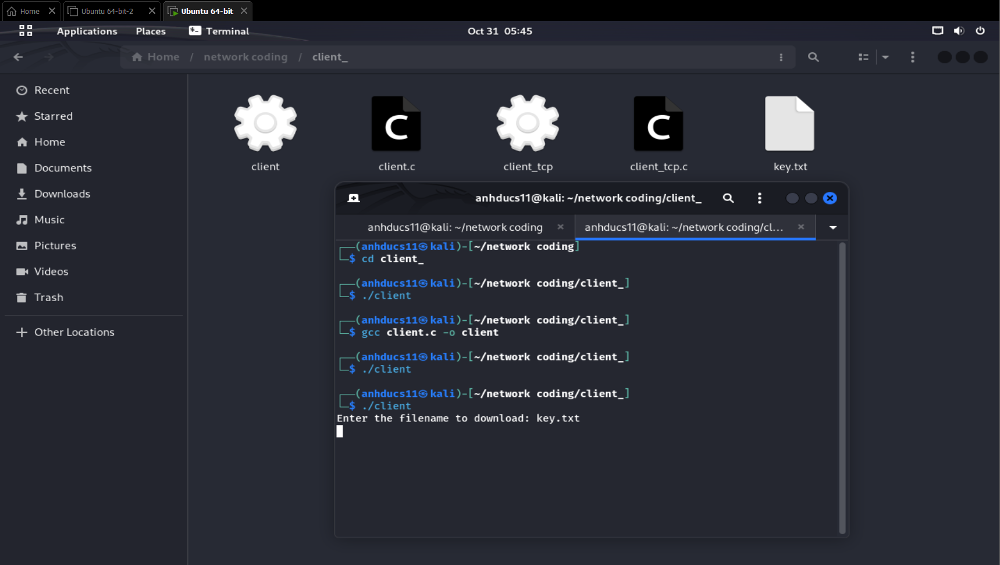 Home
Ubuntu 64-bit-2
Ubuntu 64-bit
Applications
Places
Terminal
Oct 31 05:45
Home / network coding / client_
Recent
Starred
Home
Documents
Downloads
Music
Pictures
Videos
Trash
Other Locations
client
client.c
client_tcp
client_tcp.c
key.txt
anhducs11@kali: ~/network coding/client_
anhducs11@kali: ~/network coding
anhducs11@kali: ~/network coding/cl...
┌──(anhducs11㉿kali)-[~/network coding]
└─$ cd client_
┌──(anhducs11㉿kali)-[~/network coding/client_]
└─$ ./client
┌──(anhducs11㉿kali)-[~/network coding/client_]
└─$ gcc client.c -o client
┌──(anhducs11㉿kali)-[~/network coding/client_]
└─$ ./client
┌──(anhducs11㉿kali)-[~/network coding/client_]
└─$ ./client
Enter the filename to download: key.txt